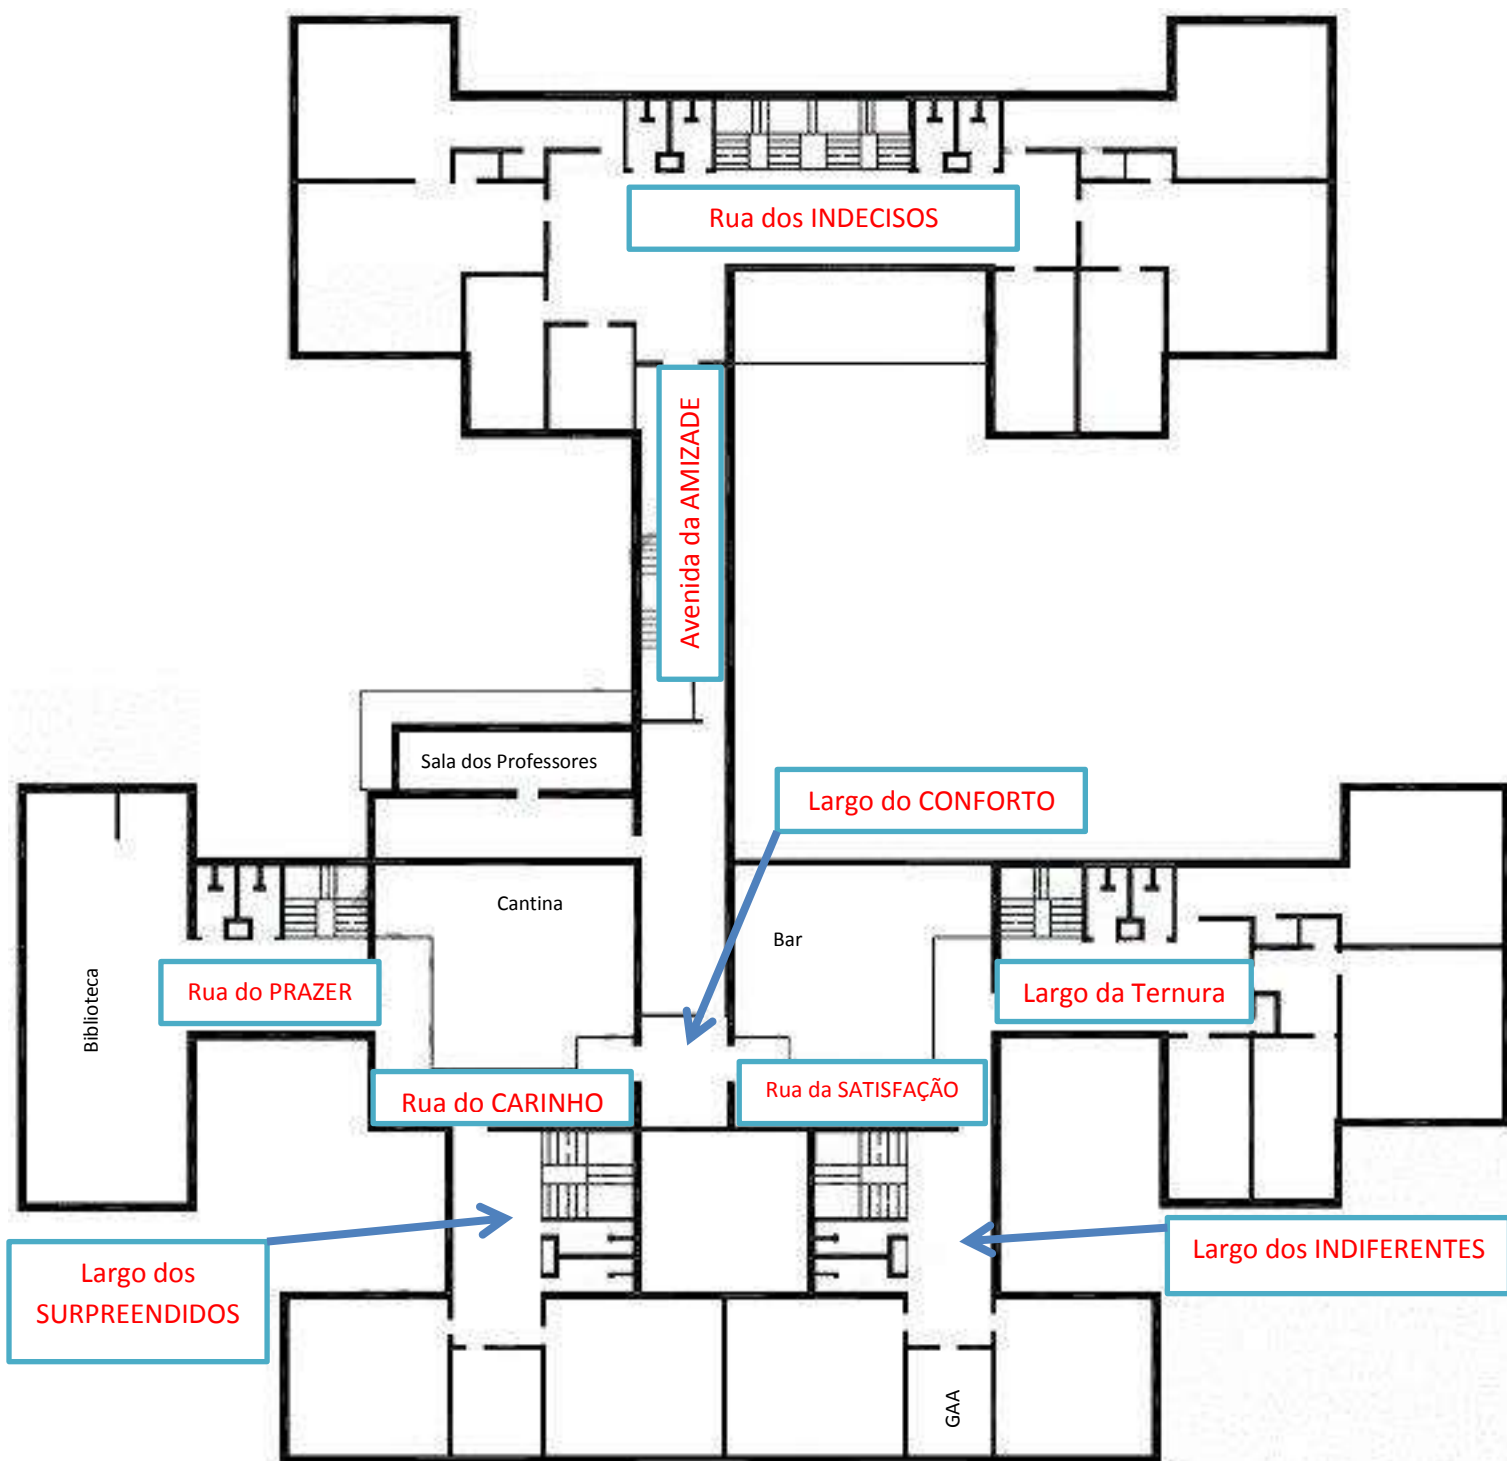 Rua dos INDECISOS
Avenida da AMIZADE
Sala dos Professores
Largo do CONFORTO
Cantina
Bar
Biblioteca
Rua do PRAZER
Largo da Ternura
Rua do CARINHO
Rua da SATISFAÇÃO
Largo dos
SURPREENDIDOS
Largo dos INDIFERENTES
GAA